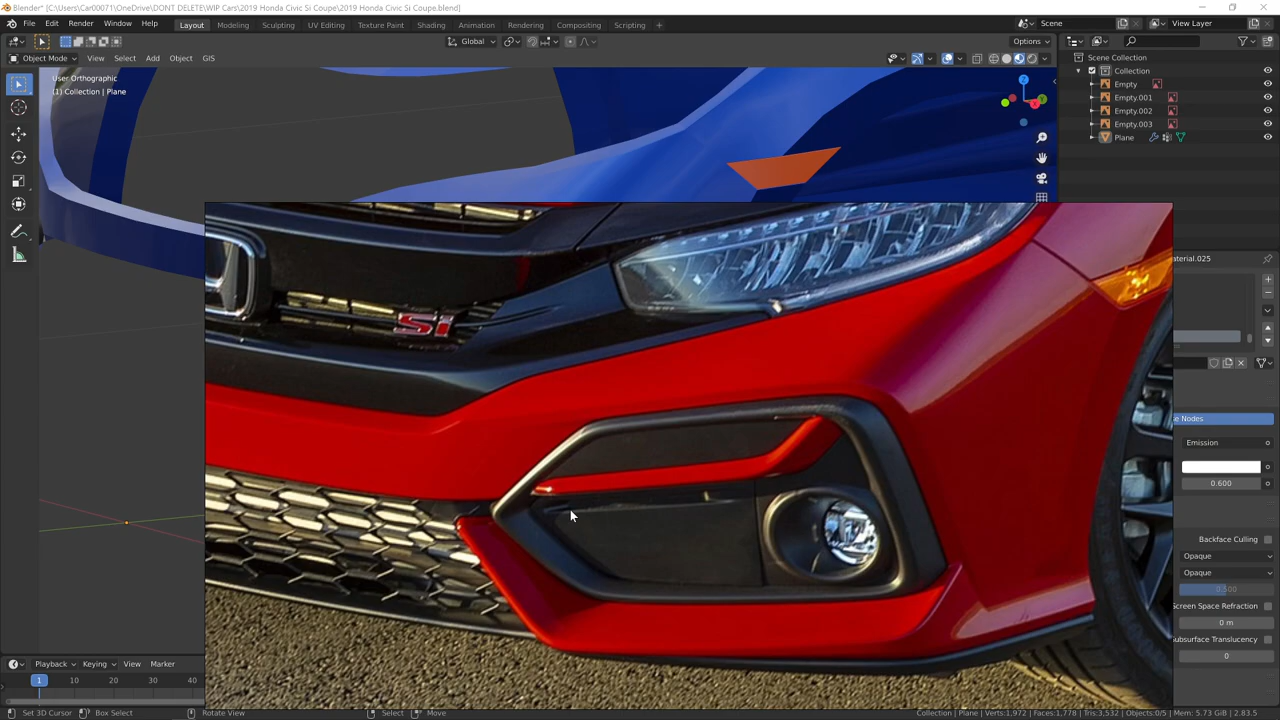 Blender* [C:\Users\Car00071\OneDrive\DONT DELETE\WIP Cars\2019 Honda Civic Si Coupe\2019 Honda Civic Si Coupe.blend]
File Edit Render Window Help Layout Modeling Sculpting UV Editing Texture Paint Shading Animation Rendering Compositing Scripting Scene View Layer
Global Options
Object Mode View Select Add Object GIS
User Orthographic
(1) Collection | Plane
Scene Collection
Collection
Empty
Empty.001
Empty.002
Empty.003
Plane
Si
Emission
0.600
Backface Culling
Opaque
Opaque
0.500
Screen Space Refraction
0 m
Subsurface Translucency
0
Playback Keying View Marker
1 10 20 30 40
Set 3D Cursor Box Select Rotate View Select Move Collection | Plane | Verts:1,972 | Faces:1,778 | Tris:3,532 | Objects:0/5 | Mem: 5.73 GiB | 2.83.5